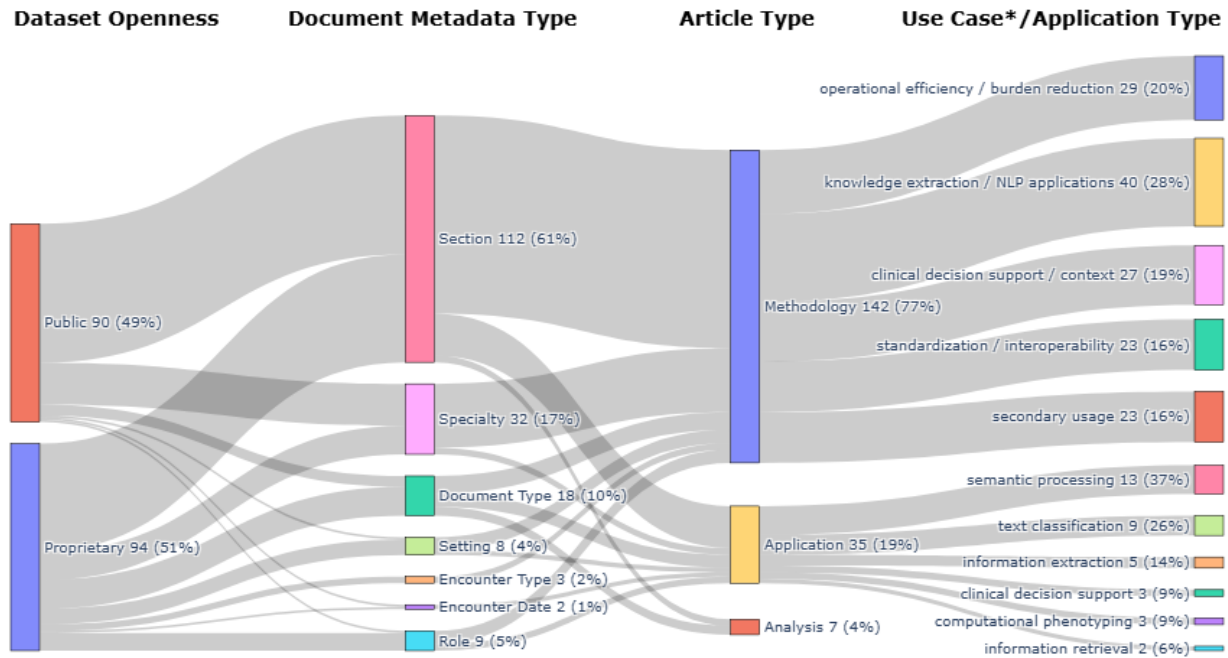 Dataset Openness
Document Metadata Type
Article Type
Use Case*/Application Type
Public 90 (49%)
Proprietary 94 (51%)
Section 112 (61%)
Specialty 32 (17%)
Document Type 18 (10%)
Setting 8 (4%)
Encounter Type 3 (2%)
Encounter Date 2 (1%)
Role 9 (5%)
Methodology 142 (77%)
Application 35 (19%)
Analysis 7 (4%)
operational efficiency / burden reduction 29 (20%)
knowledge extraction / NLP applications 40 (28%)
clinical decision support / context 27 (19%)
standardization / interoperability 23 (16%)
secondary usage 23 (16%)
semantic processing 13 (37%)
text classification 9 (26%)
information extraction 5 (14%)
clinical decision support 3 (9%)
computational phenotyping 3 (9%)
information retrieval 2 (6%)